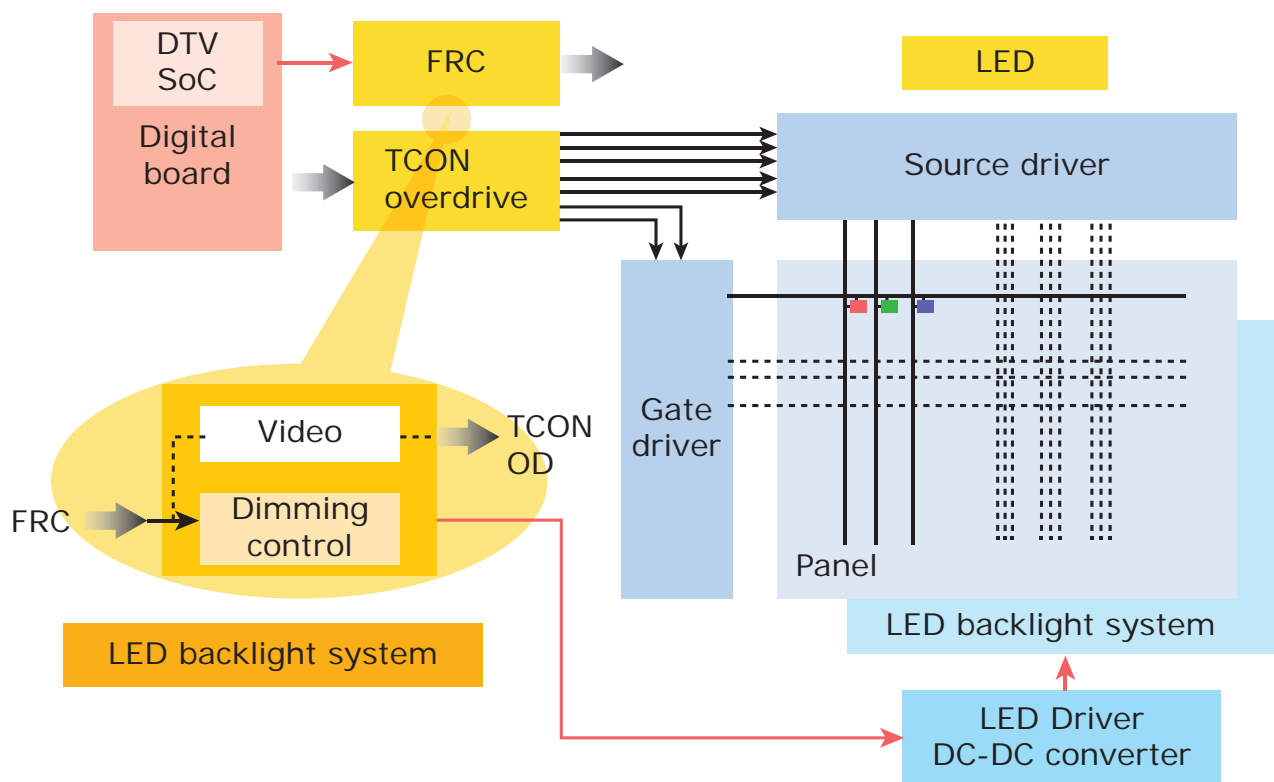 DTV
SoC
Digital
board
FRC
LED
TCON
overdrive
Source driver
Gate
driver
Panel
LED backlight system
Video
TCON
OD
FRC
Dimming
control
LED backlight system
LED Driver
DC-DC converter